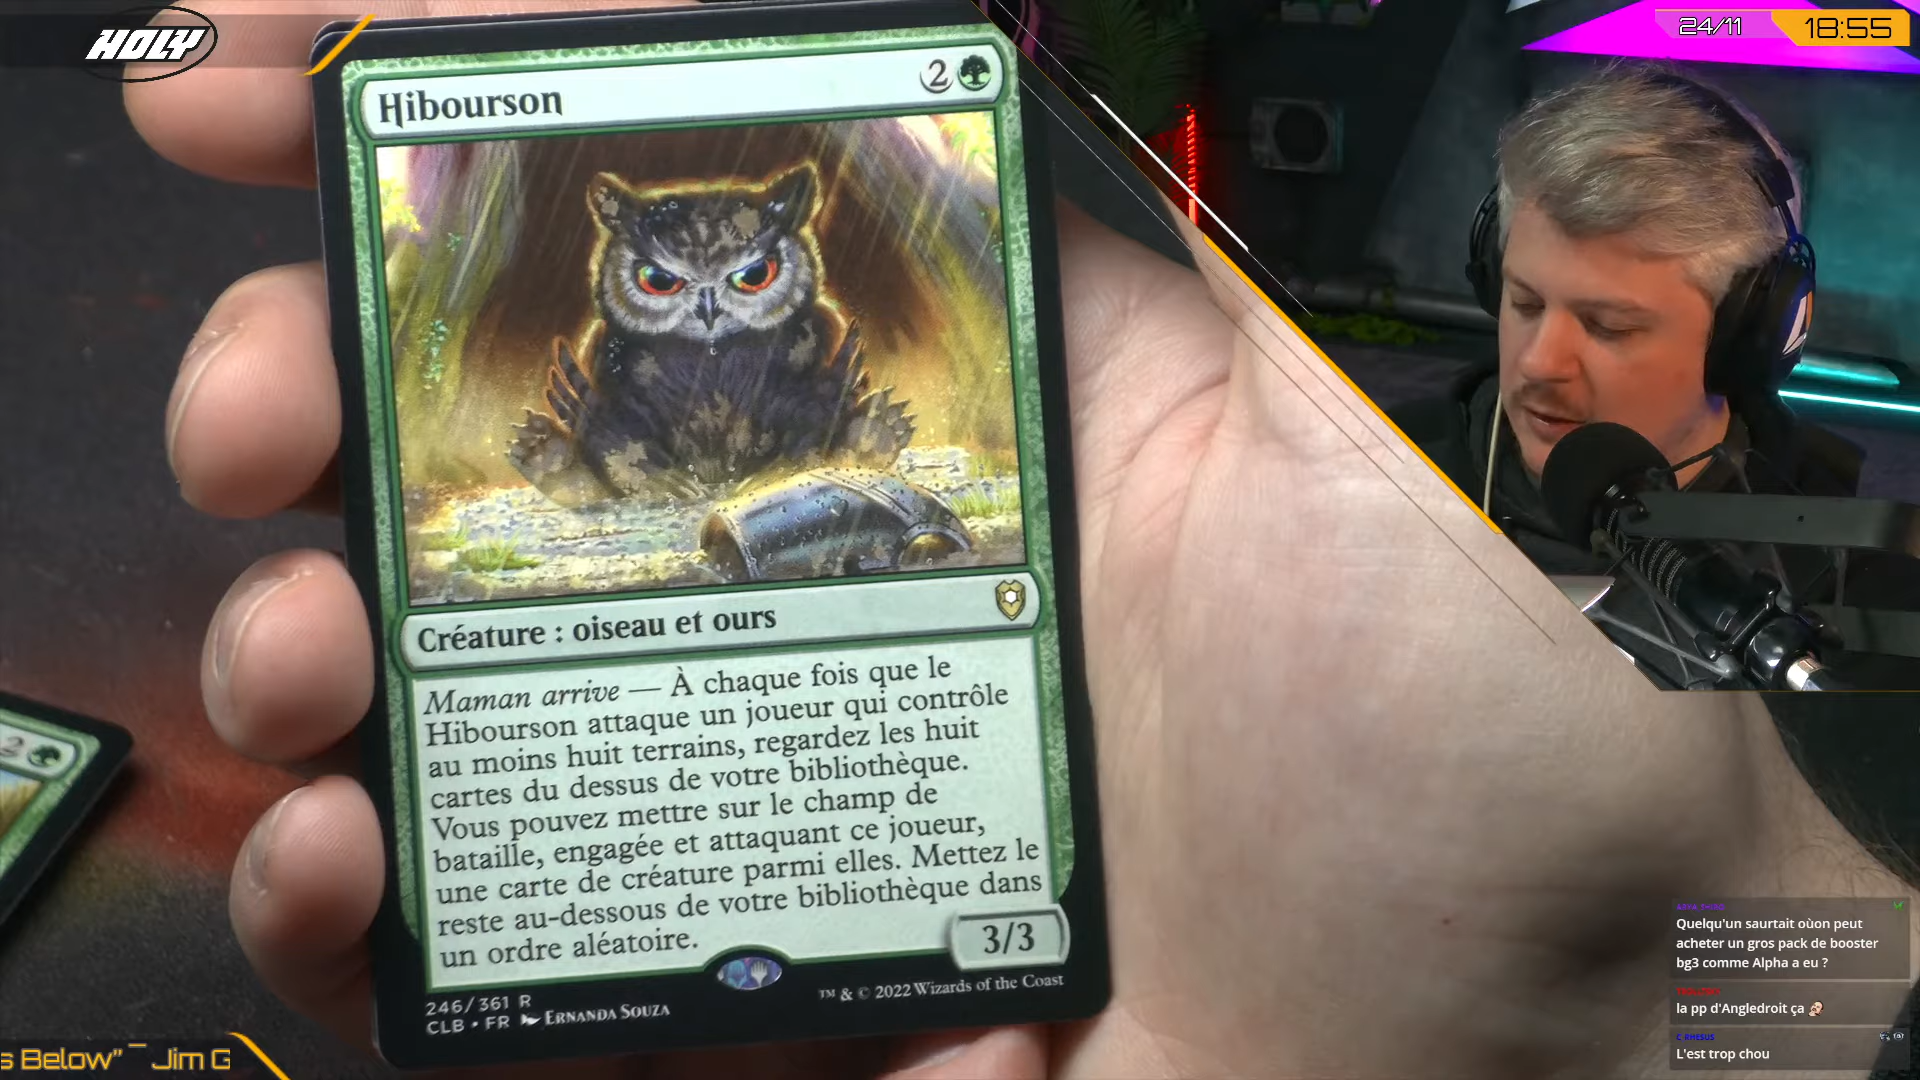 HOLY
24/11
18:55
Hibourson
2
Créature : oiseau et ours
Maman arrive — À chaque fois que le
Hibourson attaque un joueur qui contrôle
au moins huit terrains, regardez les huit
cartes du dessus de votre bibliothèque.
Vous pouvez mettre sur le champ de
bataille, engagée et attaquant ce joueur,
une carte de créature parmi elles. Mettez le
reste au-dessous de votre bibliothèque dans
un ordre aléatoire.
3/3
246/361 R
CLB • FR ERNANDA SOUZA
™ & © 2022 Wizards of the Coast
2
Quelqu'un saurtait oùon peut
acheter un gros pack de booster
bg3 comme Alpha a eu ?
la pp d'Angledroit ça
L'est trop chou
s Below" ‾ Jim G